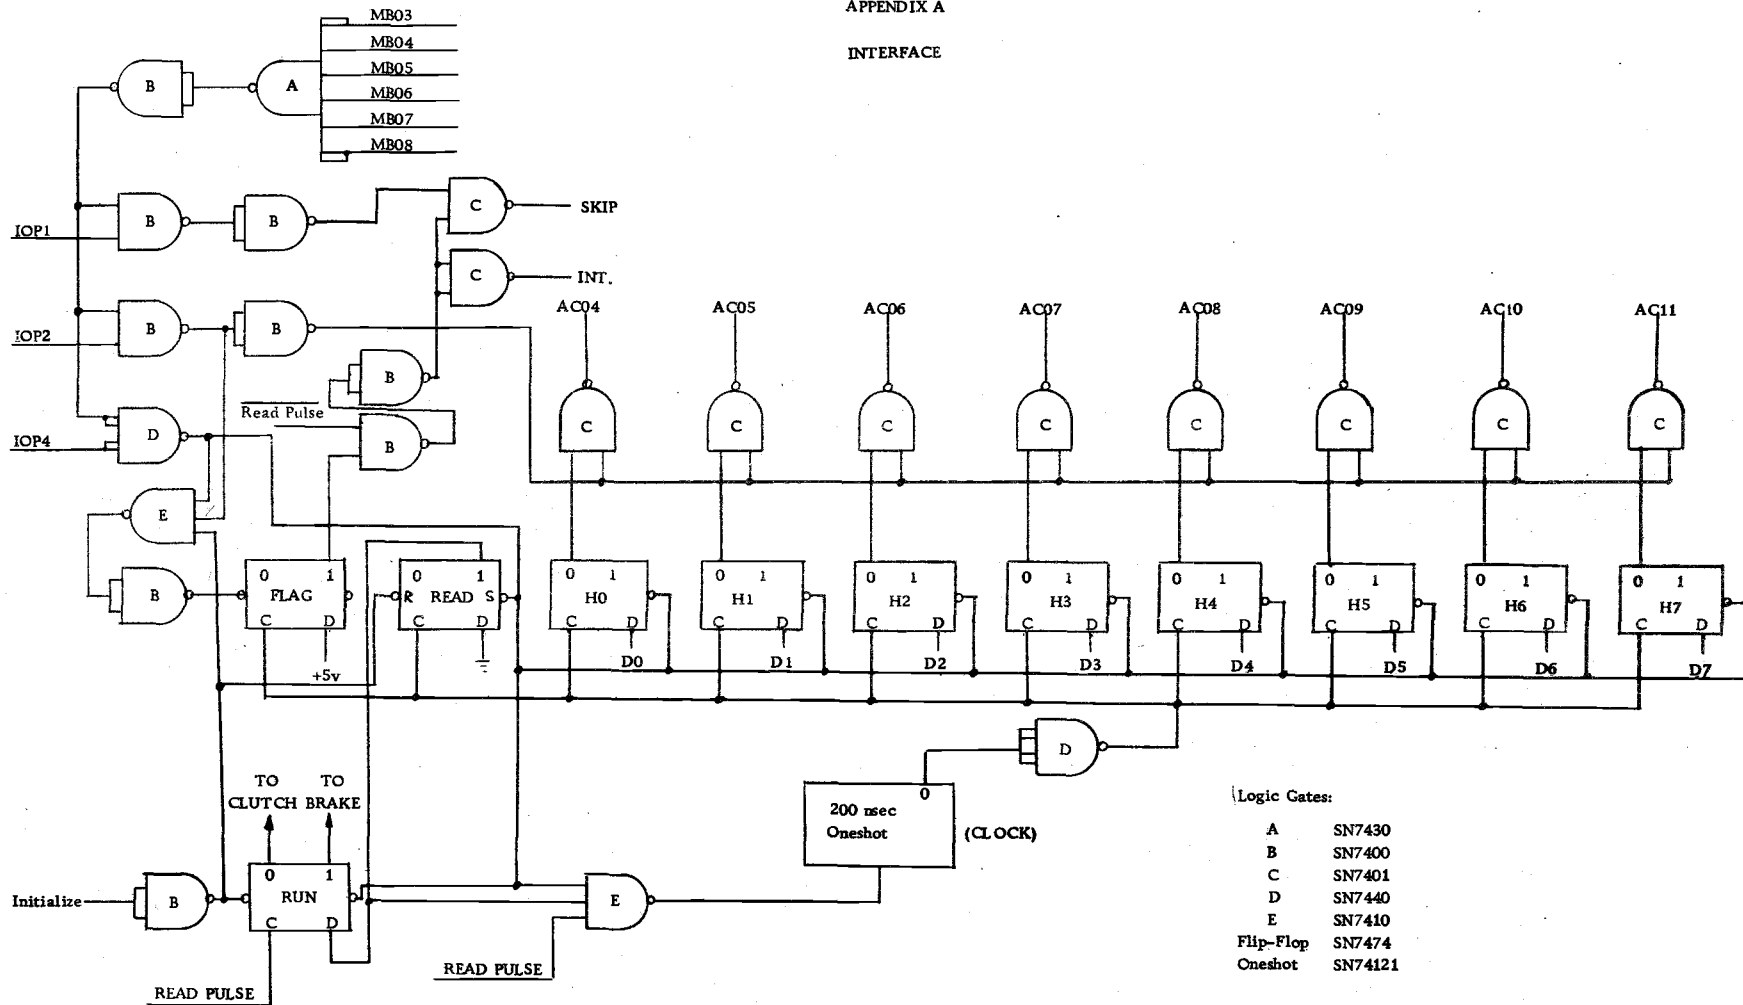 APPENDIX A
INTERFACE
MB03
MB04
MB05
MB06
MB07
MB08
B
A
IOP1
B
B
C
SKIP
C
INT.
IOP2
B
B
AC04
AC05
AC06
AC07
AC08
AC09
AC10
AC11
B
Read Pulse
IOP4
D
B
C
C
C
C
C
C
C
C
E
B
0 1
FLAG
C D
+5v
0 1
R READ S
C D
0 1
H0
C D
D0
0 1
H1
C D
D1
0 1
H2
C D
D2
0 1
H3
C D
D3
0 1
H4
C D
D4
0 1
H5
C D
D5
0 1
H6
C D
D6
0 1
H7
C D
D7
D
TO TO
CLUTCH BRAKE
0
200 nsec
Oneshot
(CLOCK)
Initialize
B
0 1
RUN
C D
E
READ PULSE
READ PULSE
Logic Gates:
A SN7430
B SN7400
C SN7401
D SN7440
E SN7410
Flip-Flop SN7474
Oneshot SN74121